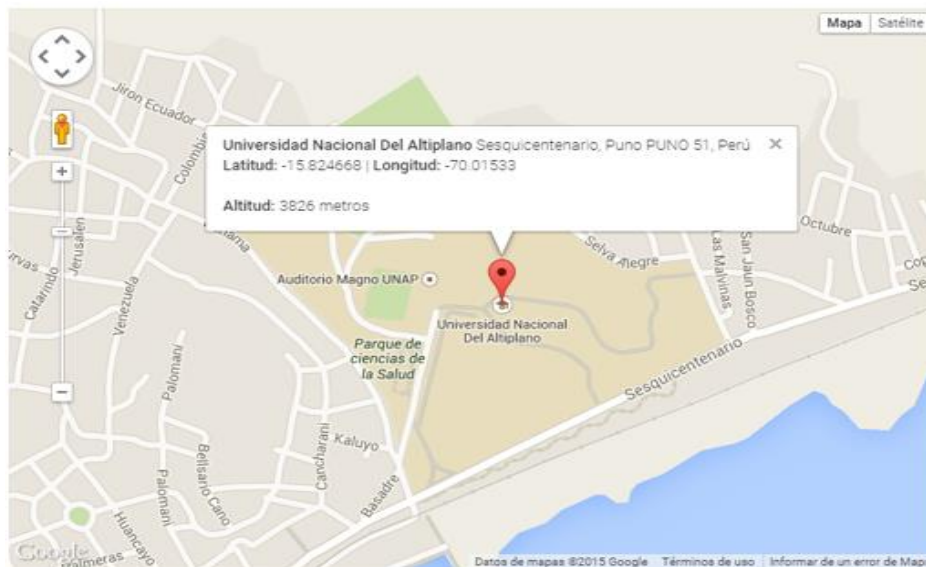 Mapa
Satélite
Jiron Ecuador
Colombia
Universidad Nacional Del Altiplano Sesquicentenario, Puno PUNO 51, Perú
Latitud: -15.824668 | Longitud: -70.01533
Altitud: 3826 metros
Octubre
Selva Alegre
Las Malvinas
San Jaun Bosco
Jerusalen
Catarindo
Venezuela
Auditorio Magno UNAP
Universidad Nacional
Del Altiplano
Parque de
ciencias de
la Salud
Sesquicentenario
Palomani
Kaluyo
Cancharani
Basadre
Bellsario Cano
Palomani
Huancayo
Google
Datos de mapas ©2015 Google
Términos de uso
Informar de un error de Map